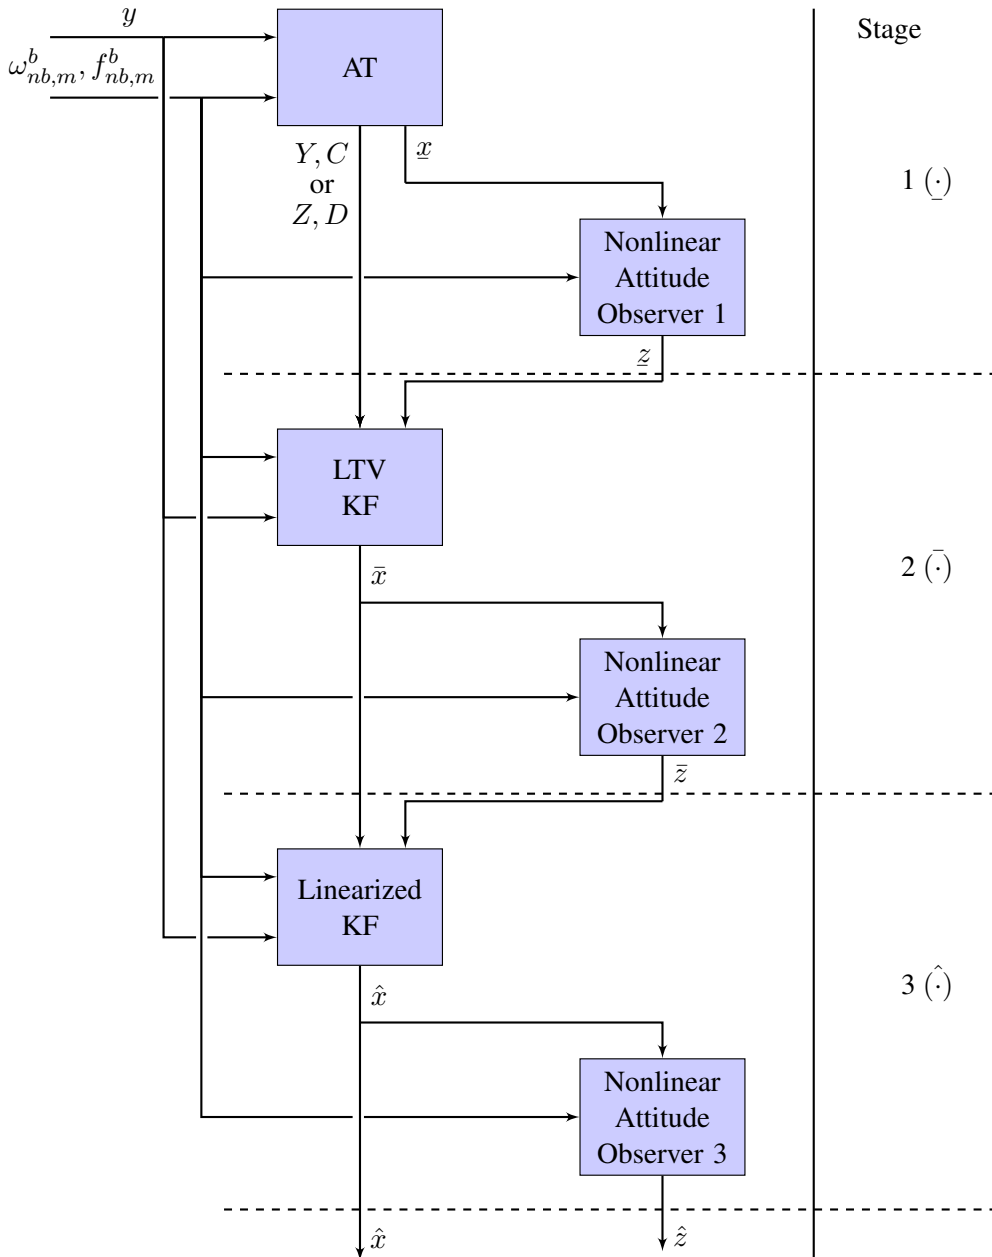 y
Stage
ω^b_{nb,m}, f^b_{nb,m}
AT
Y, C
or
Z, D
x̲
1 (·̲)
Nonlinear
Attitude
Observer 1
z̲
LTV
KF
2 (·̄)
x̄
Nonlinear
Attitude
Observer 2
z̄
Linearized
KF
3 (·̂)
x̂
Nonlinear
Attitude
Observer 3
x̂
ẑ